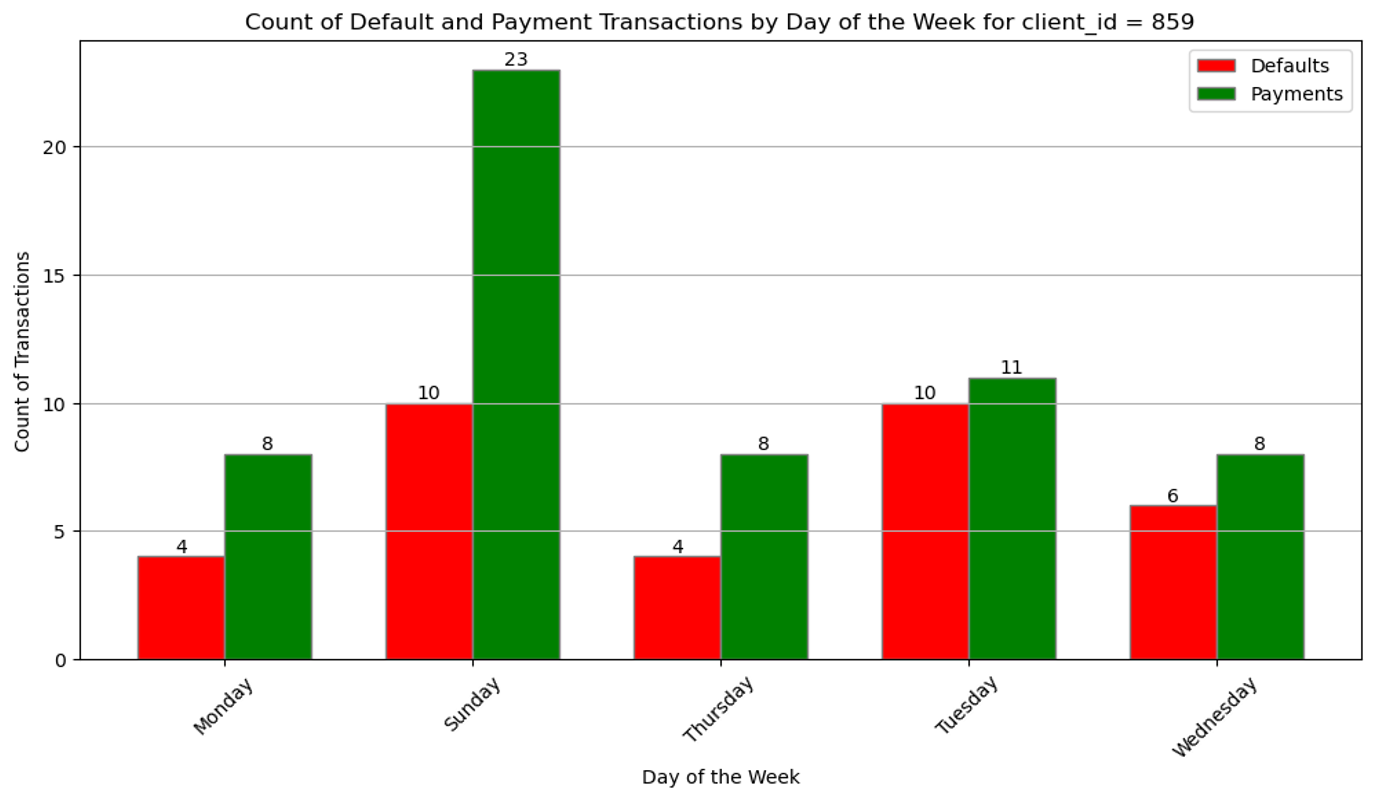 Count of Default and Payment Transactions by Day of the Week for client_id = 859
Defaults
Payments
Count of Transactions
20
15
10
5
0
4
8
10
23
4
8
10
11
6
8
Monday
Sunday
Thursday
Tuesday
Wednesday
Day of the Week